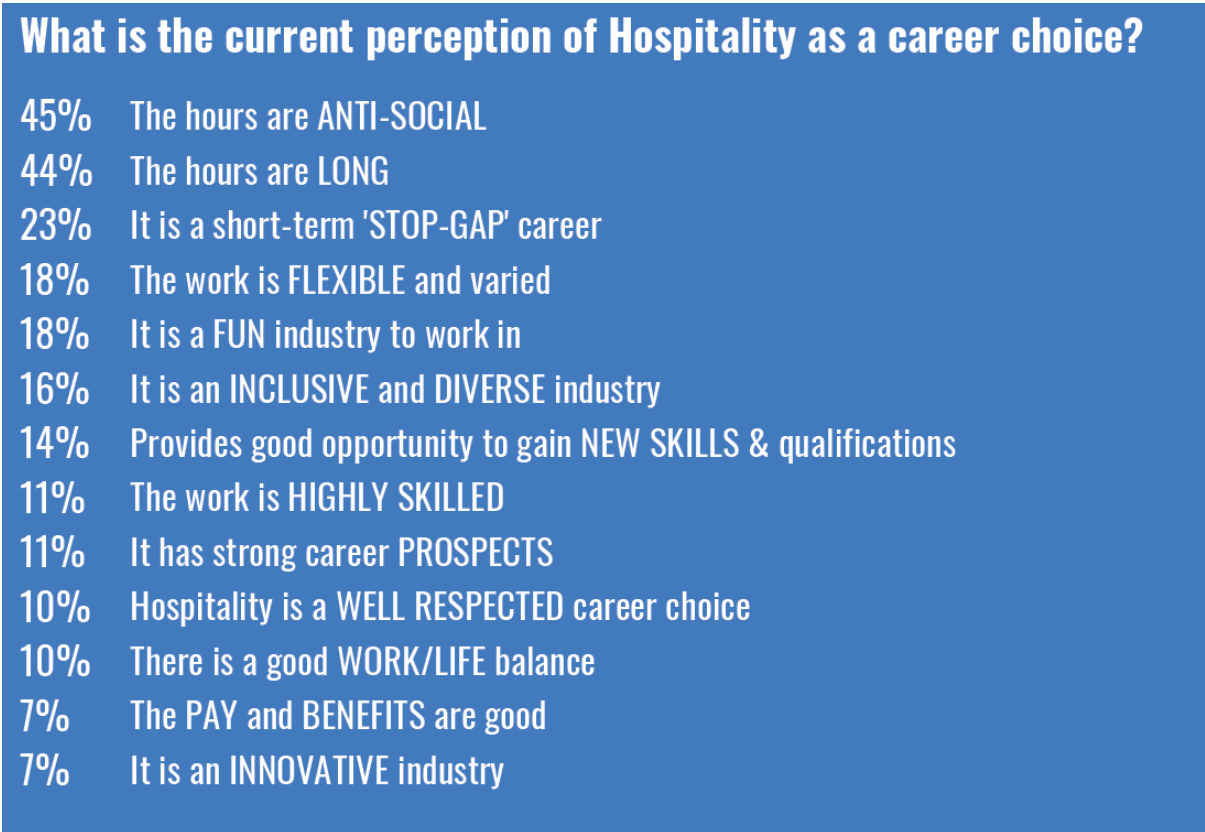 What is the current perception of Hospitality as a career choice?
45% The hours are ANTI-SOCIAL
44% The hours are LONG
23% It is a short-term 'STOP-GAP' career
18% The work is FLEXIBLE and varied
18% It is a FUN industry to work in
16% It is an INCLUSIVE and DIVERSE industry
14% Provides good opportunity to gain NEW SKILLS & qualifications
11% The work is HIGHLY SKILLED
11% It has strong career PROSPECTS
10% Hospitality is a WELL RESPECTED career choice
10% There is a good WORK/LIFE balance
7% The PAY and BENEFITS are good
7% It is an INNOVATIVE industry